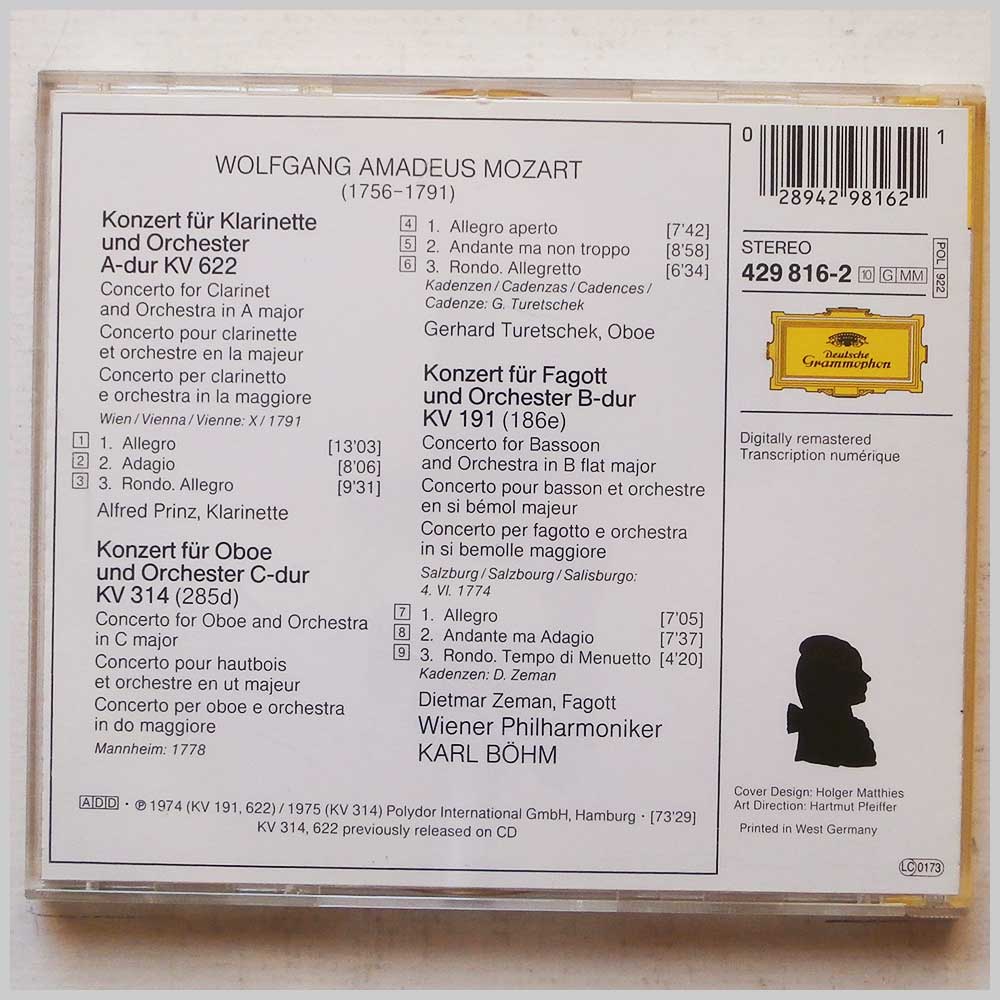 WOLFGANG AMADEUS MOZART
(1756–1791)
Konzert für Klarinette
und Orchester
A-dur KV 622
Concerto for Clarinet
and Orchestra in A major
Concerto pour clarinette
et orchestre en la majeur
Concerto per clarinetto
e orchestra in la maggiore
Wien/Vienna/Vienne: X/1791
1 1. Allegro [13'03]
2 2. Adagio [8'06]
3 3. Rondo. Allegro [9'31]
Alfred Prinz, Klarinette
Konzert für Oboe
und Orchester C-dur
KV 314 (285d)
Concerto for Oboe and Orchestra
in C major
Concerto pour hautbois
et orchestre en ut majeur
Concerto per oboe e orchestra
in do maggiore
Mannheim: 1778
4 1. Allegro aperto [7'42]
5 2. Andante ma non troppo [8'58]
6 3. Rondo. Allegretto [6'34]
Kadenzen/Cadenzas/Cadences/
Cadenze: G. Turetschek
Gerhard Turetschek, Oboe
Konzert für Fagott
und Orchester B-dur
KV 191 (186e)
Concerto for Bassoon
and Orchestra in B flat major
Concerto pour basson et orchestre
en si bémol majeur
Concerto per fagotto e orchestra
in si bemolle maggiore
Salzburg/Salzbourg/Salisburgo:
4. VI. 1774
7 1. Allegro [7'05]
8 2. Andante ma Adagio [7'37]
9 3. Rondo. Tempo di Menuetto [4'20]
Kadenzen: D. Zeman
Dietmar Zeman, Fagott
Wiener Philharmoniker
KARL BÖHM
ADD · ℗ 1974 (KV 191, 622) / 1975 (KV 314) Polydor International GmbH, Hamburg · [73'29]
KV 314, 622 previously released on CD
0 28942 98162 1
STEREO
429 816-2 10 G MM
POL 922
Deutsche
Grammophon
Digitally remastered
Transcription numérique
Cover Design: Holger Matthies
Art Direction: Hartmut Pfeiffer
Printed in West Germany
LC 0173